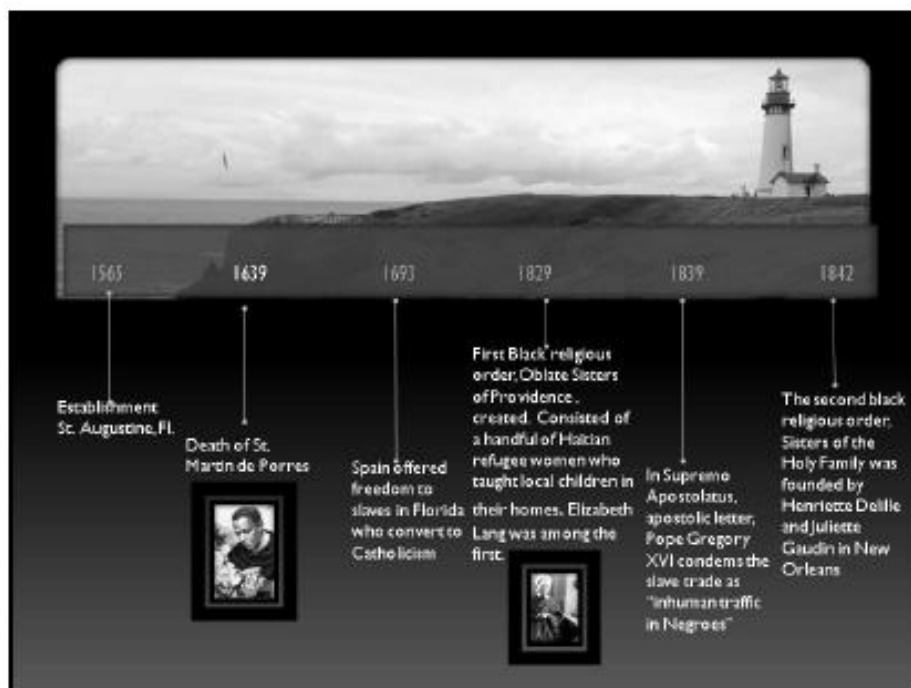 1565
1639
1693
1829
1839
1842
Establishment
St. Augustine, Fl.
Death of St.
Martin de Porres
Spain offered
freedom to
slaves in Florida
who convert to
Catholicism
First Black religious
order, Oblate Sisters
of Providence,
created. Consisted of
a handful of Haitian
refugee women who
taught local children in
their homes. Elizabeth
Lang was among the
first.
In Supremo
Apostolatus,
apostolic letter,
Pope Gregory
XVI condems the
slave trade as
"inhuman traffic
in Negroes"
The second black
religious order,
Sisters of the
Holy Family was
founded by
Henriette Delille
and Juliette
Gaudin in New
Orleans